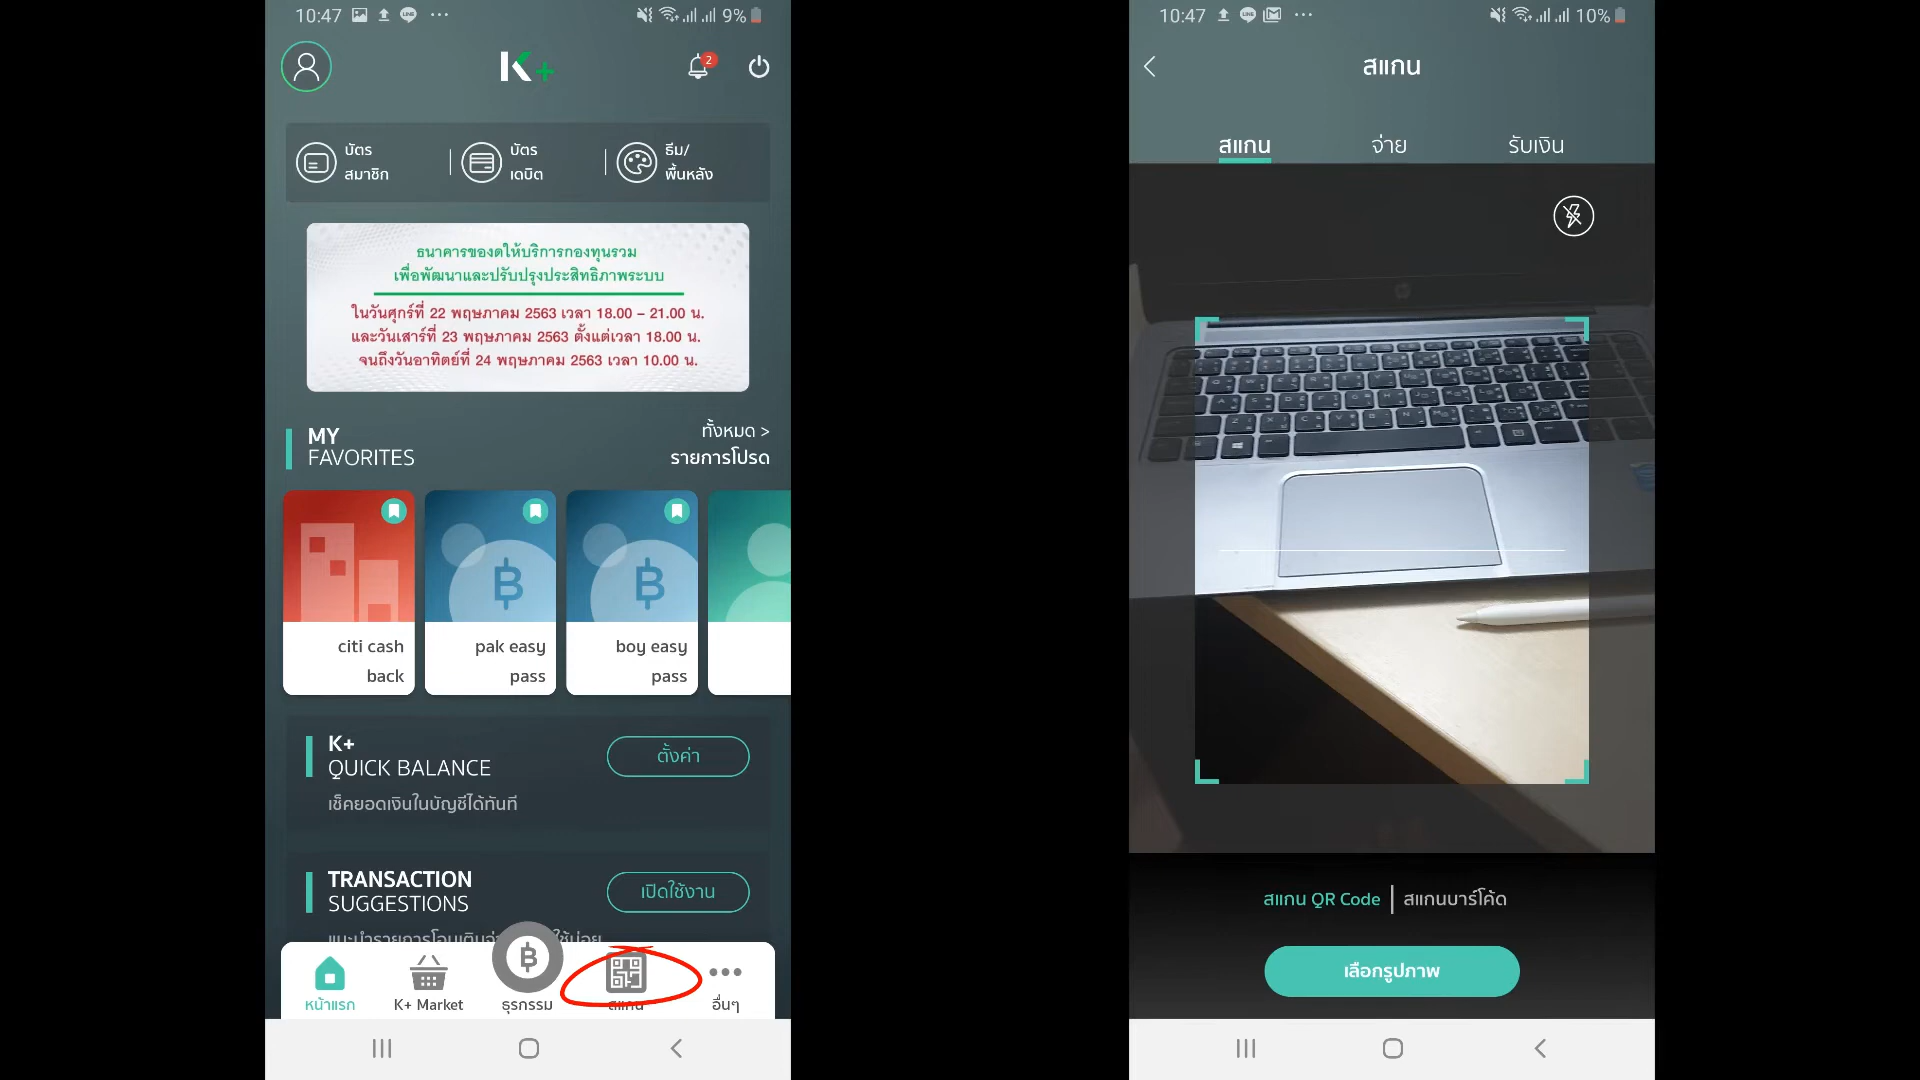 10:47
9%
K+
2
บัตร
สมาชิก
บัตร
เดบิต
ธีม/
พื้นหลัง
ธนาคารของดให้บริการกองทุนรวม
เพื่อพัฒนาและปรับปรุงประสิทธิภาพระบบ
ในวันศุกร์ที่ 22 พฤษภาคม 2563 เวลา 18.00 – 21.00 น.
และวันเสาร์ที่ 23 พฤษภาคม 2563 ตั้งแต่เวลา 18.00 น.
จนถึงวันอาทิตย์ที่ 24 พฤษภาคม 2563 เวลา 10.00 น.
MY
FAVORITES
ทั้งหมด >
รายการโปรด
citi cash
back
pak easy
pass
boy easy
pass
K+
QUICK BALANCE
ตั้งค่า
เช็คยอดเงินในบัญชีได้ทันที
TRANSACTION
SUGGESTIONS
เปิดใช้งาน
หน้าแรก
K+ Market
ธุรกรรม
สแกน
อื่นๆ
10:47
10%
สแกน
สแกน
จ่าย
รับเงิน
สแกน QR Code | สแกนบาร์โค้ด
เลือกรูปภาพ